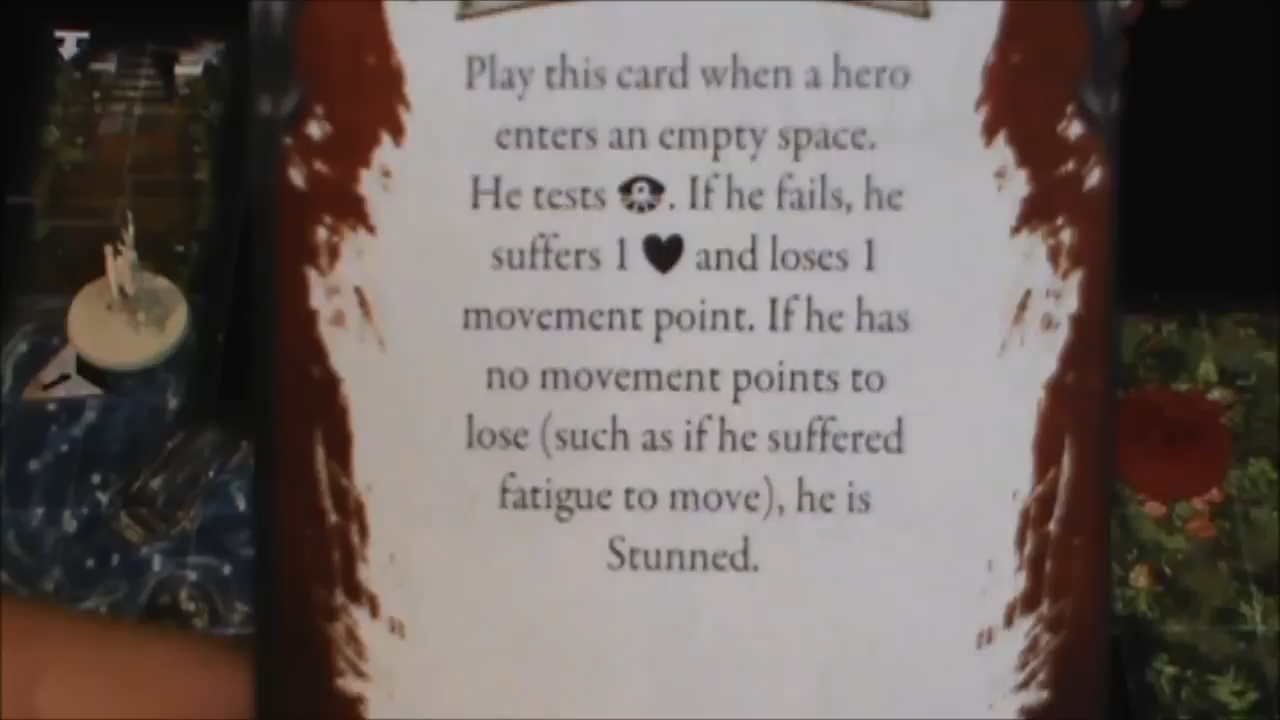 Play this card when a hero
enters an empty space.
He tests . If he fails, he
suffers 1 ♥ and loses 1
movement point. If he has
no movement points to
lose (such as if he suffered
fatigue to move), he is
Stunned.